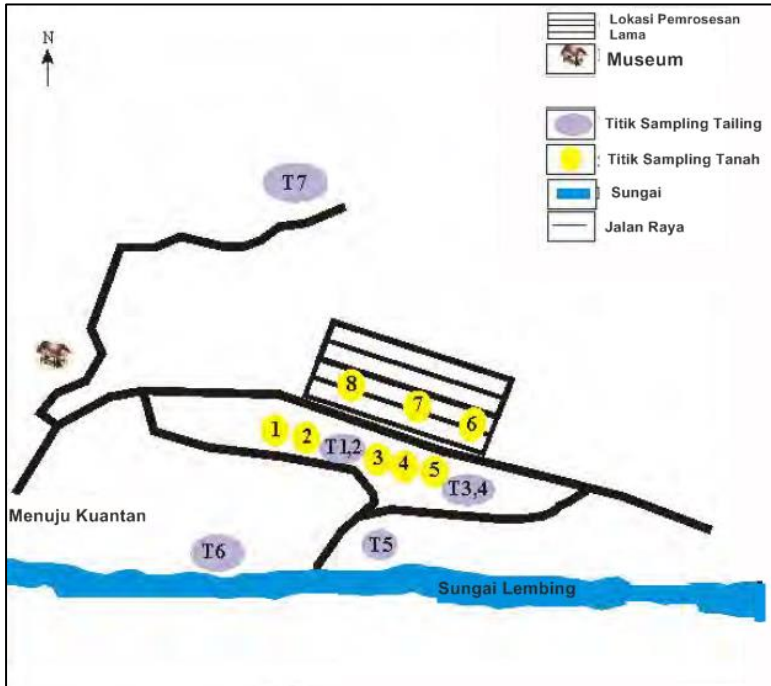 N
Lokasi Pemrosesan
Lama
Museum
Titik Sampling Tailing
Titik Sampling Tanah
Sungai
Jalan Raya
T7
8
7
6
1
2
T1,2
3
4
5
T3,4
Menuju Kuantan
T6
T5
Sungai Lembing